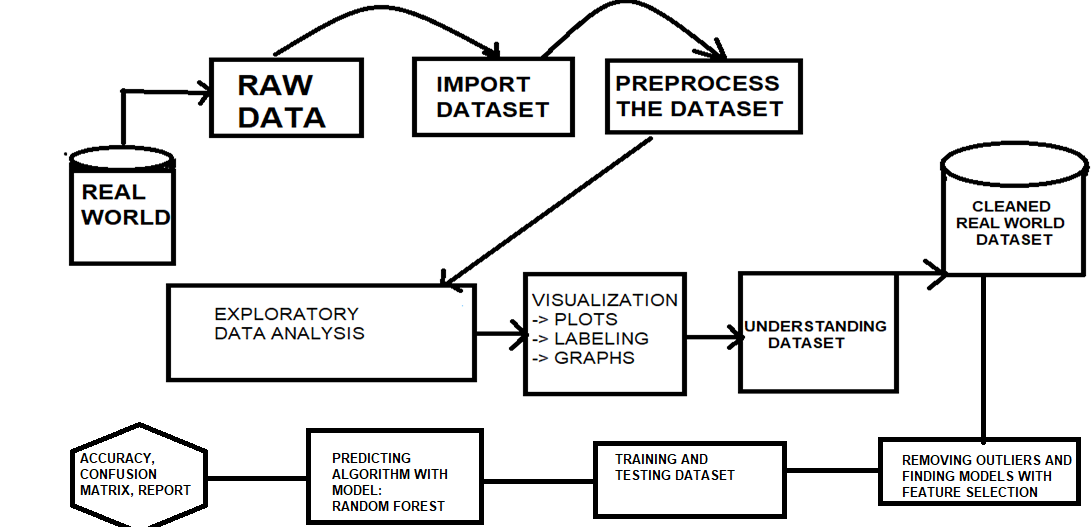 RAW
DATA
IMPORT
DATASET
PREPROCESS
THE DATASET
REAL
WORLD
CLEANED
REAL WORLD
DATASET
EXPLORATORY
DATA ANALYSIS
VISUALIZATION
-> PLOTS
-> LABELING
-> GRAPHS
UNDERSTANDING
DATASET
REMOVING OUTLIERS AND
FINDING MODELS WITH
FEATURE SELECTION
TRAINING AND
TESTING DATASET
PREDICTING
ALGORITHM WITH
MODEL:
RANDOM FOREST
ACCURACY,
CONFUSION
MATRIX, REPORT